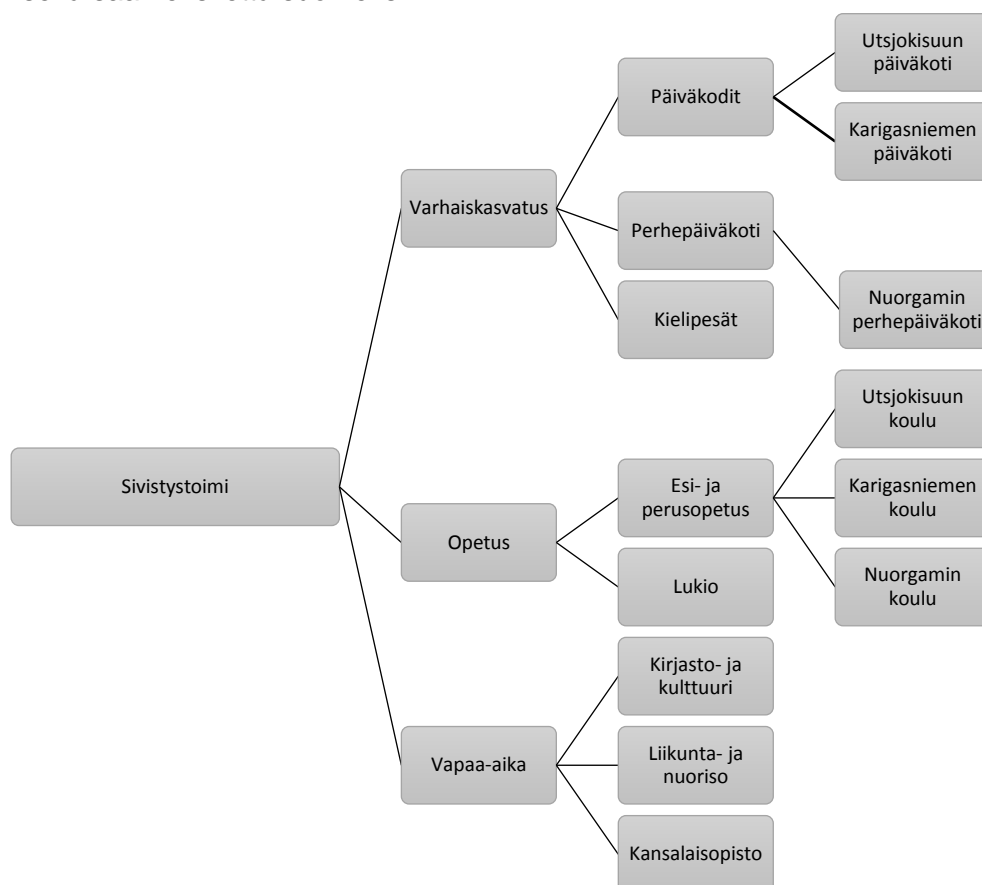 Utsjokisuun
päiväkoti
Päiväkodit
Karigasniemen
päiväkoti
Varhaiskasvatus
Perhepäiväkoti
Nuorgamin
perhepäiväkoti
Kielipesät
Utsjokisuun
koulu
Sivistystoimi
Esi- ja
perusopetus
Karigasniemen
koulu
Opetus
Nuorgamin
koulu
Lukio
Kirjasto- ja
kulttuuri
Vapaa-aika
Liikunta- ja
nuoriso
Kansalaisopisto